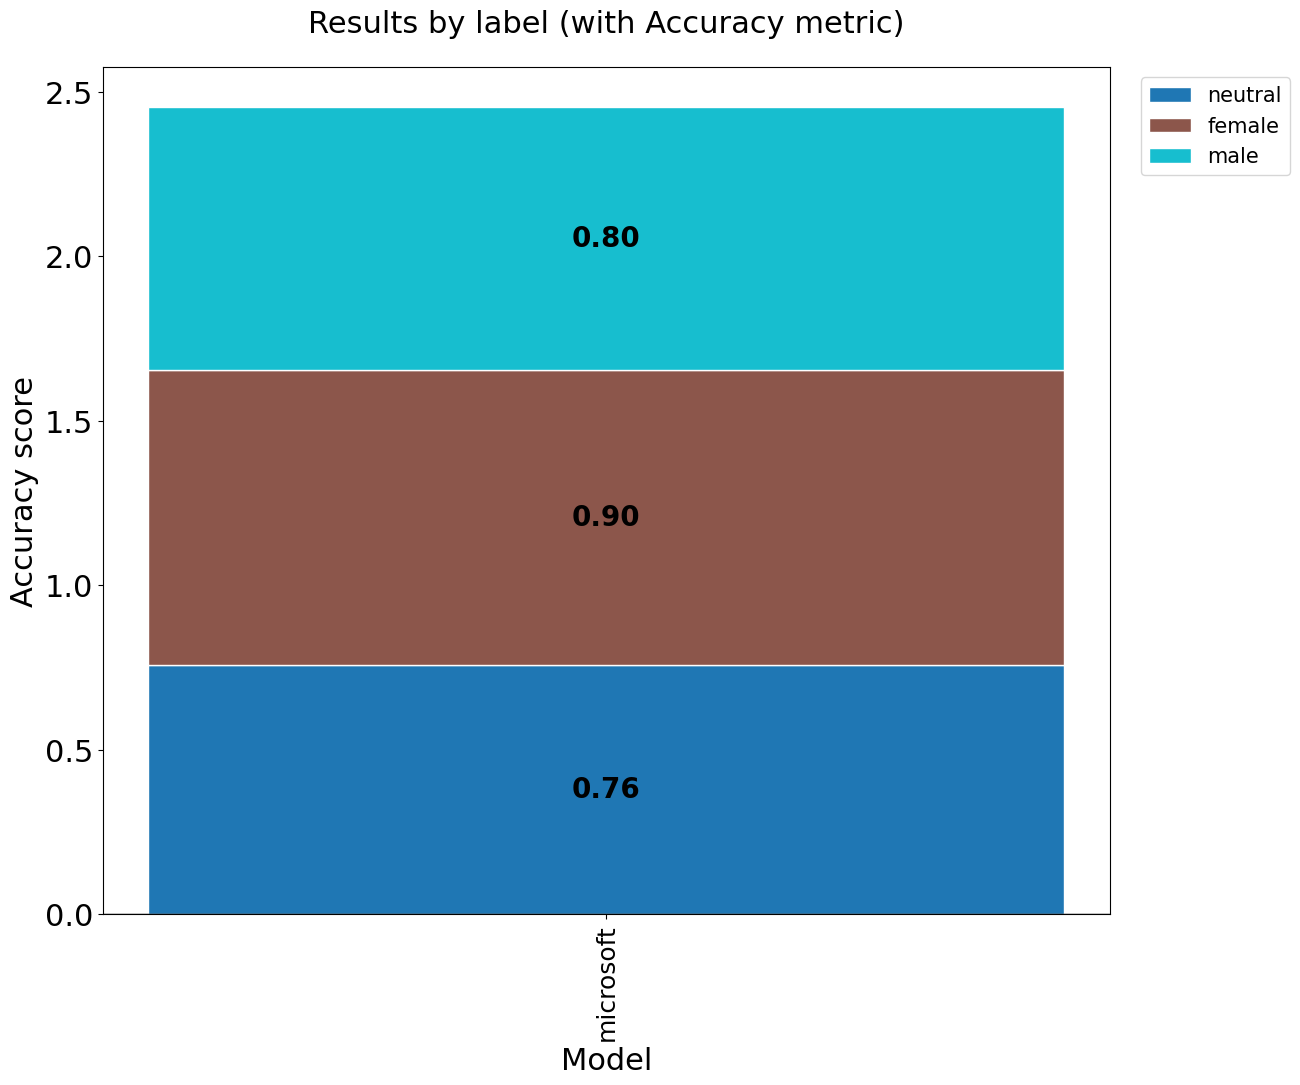 Results by label (with Accuracy metric)
2.5
2.0
1.5
1.0
0.5
0.0
Accuracy score
0.80
0.90
0.76
neutral
female
male
microsoft
Model